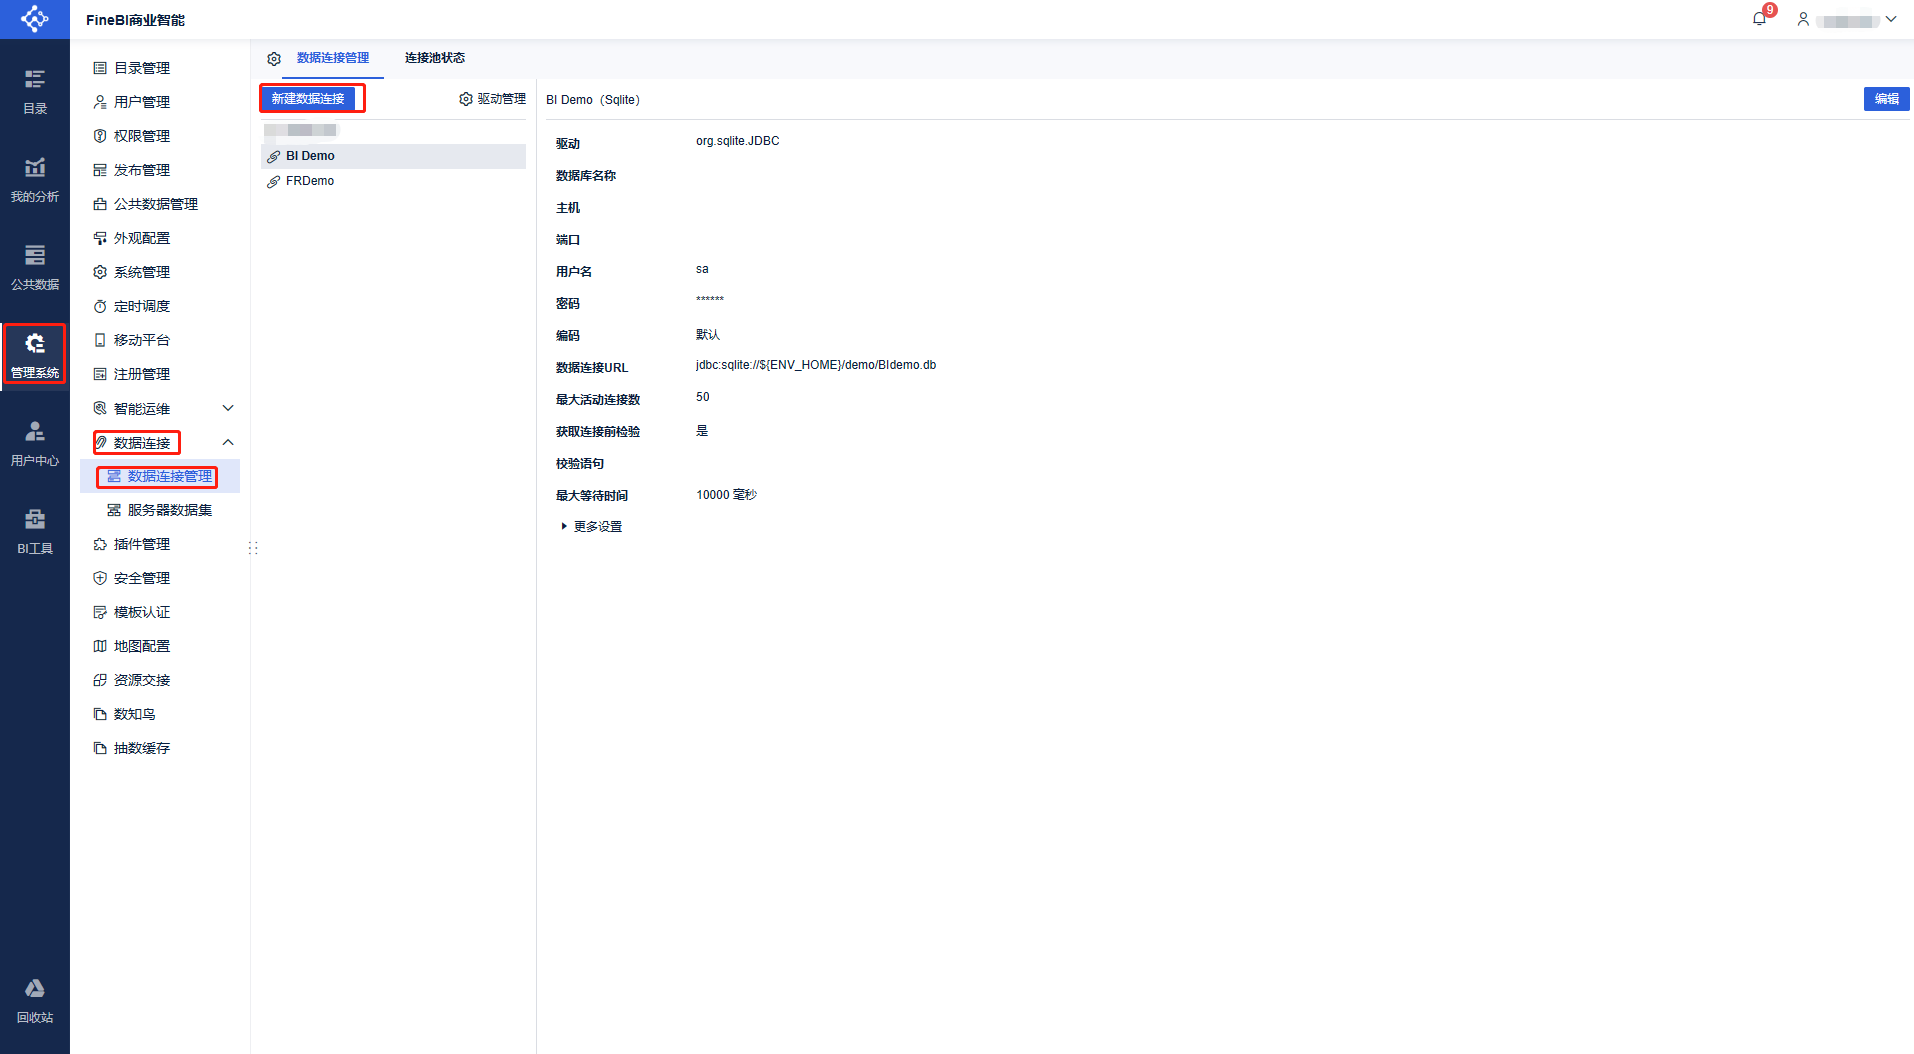 FineBI商业智能
9
目录
我的分析
公共数据
管理系统
用户中心
BI工具
回收站
目录管理
用户管理
权限管理
发布管理
公共数据管理
外观配置
系统管理
定时调度
移动平台
注册管理
智能运维
数据连接
数据连接管理
服务器数据集
插件管理
安全管理
模板认证
地图配置
资源交接
数知鸟
抽数缓存
数据连接管理 连接池状态
新建数据连接 驱动管理
BI Demo
FRDemo
BI Demo（Sqlite） 编辑
驱动 org.sqlite.JDBC
数据库名称
主机
端口
用户名 sa
密码 ******
编码 默认
数据连接URL jdbc:sqlite://${ENV_HOME}/demo/BIdemo.db
最大活动连接数 50
获取连接前检验 是
校验语句
最大等待时间 10000 毫秒
更多设置